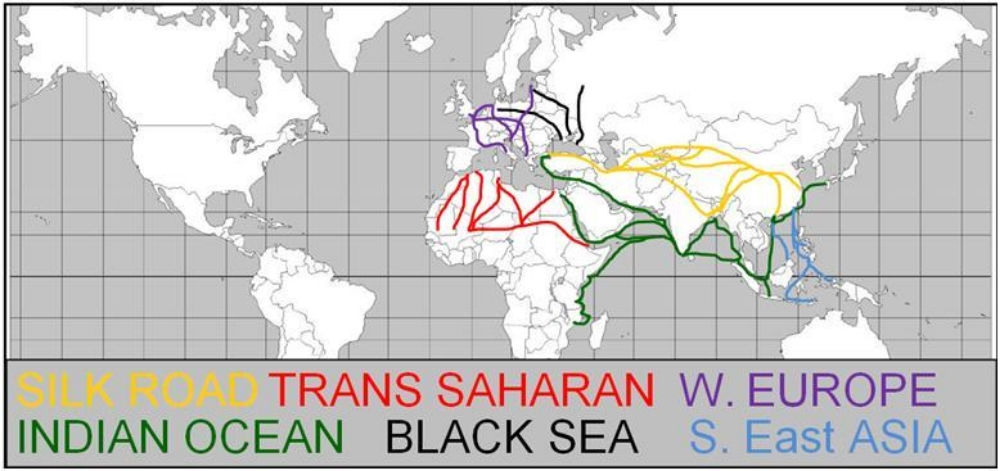 SILK ROAD TRANS SAHARAN W. EUROPE
INDIAN OCEAN BLACK SEA S. East ASIA